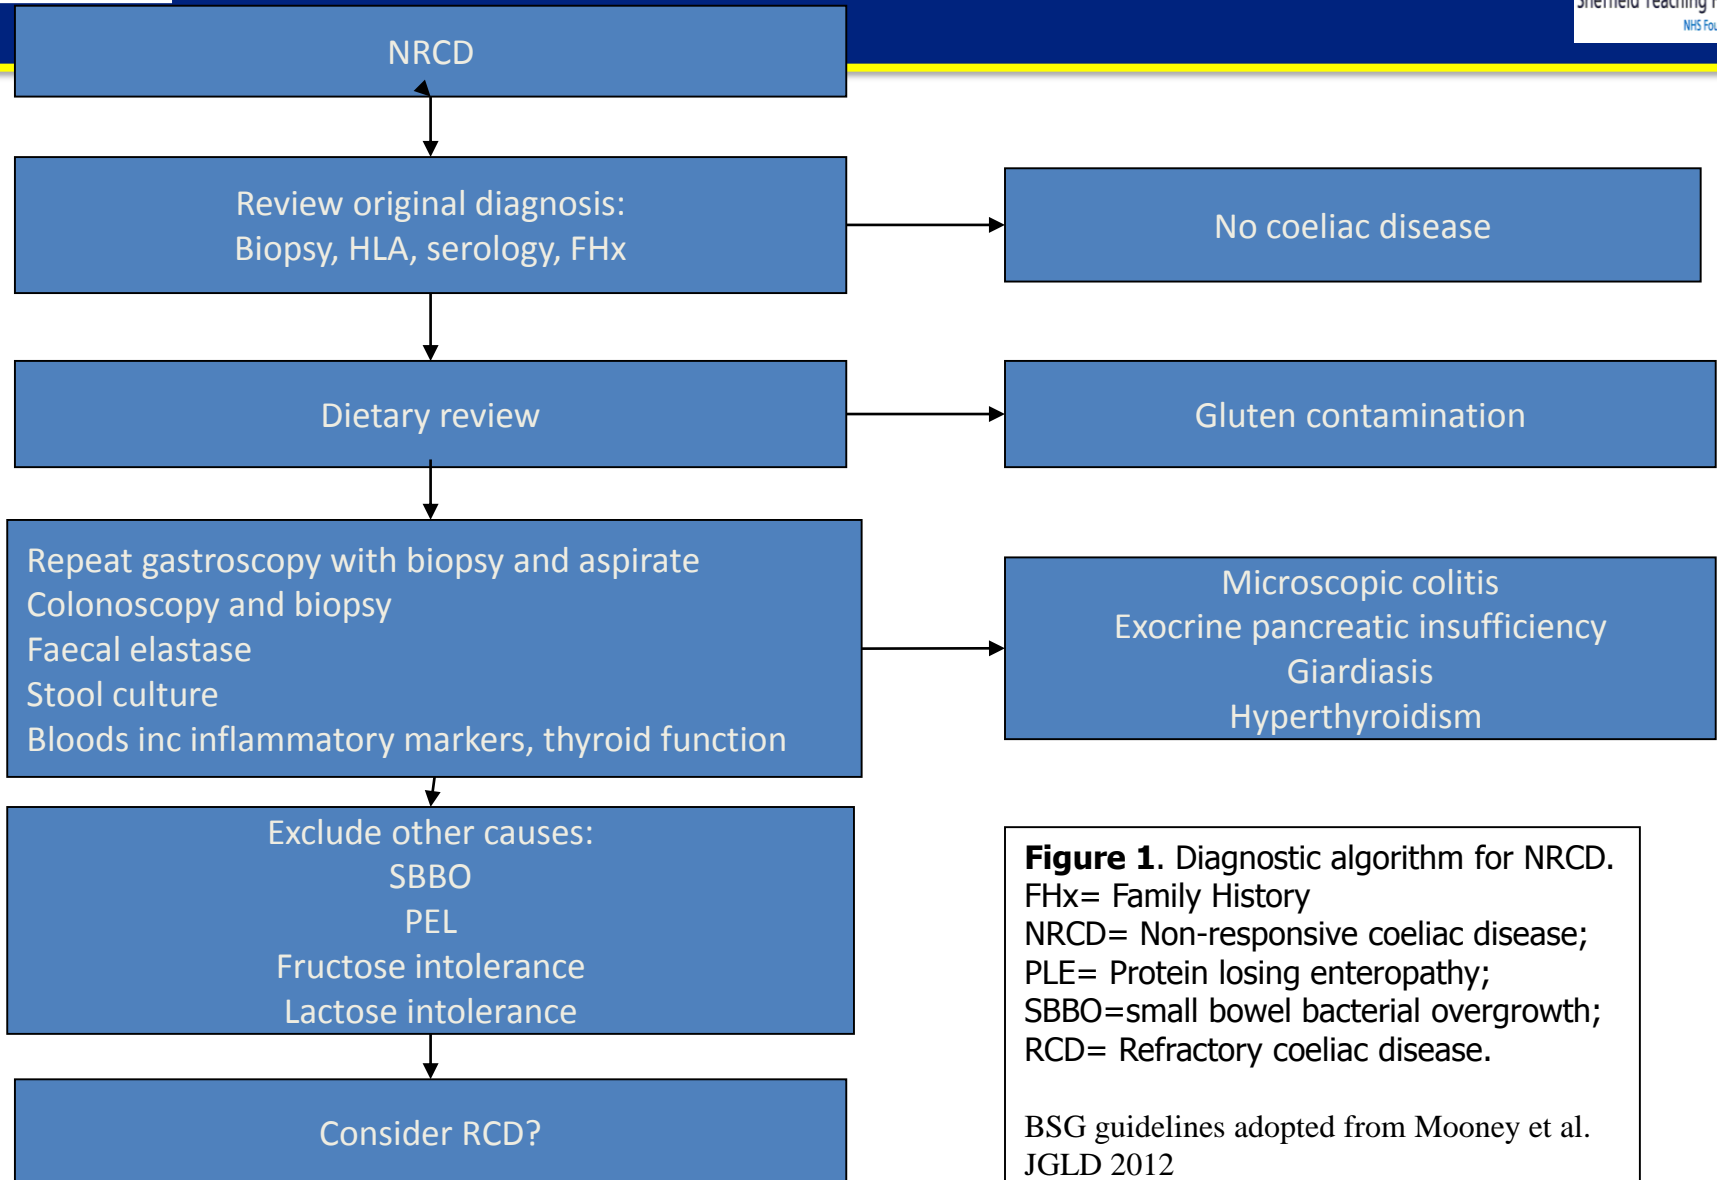 Sheffield Teaching
NHS
NRCD
Review original diagnosis:
Biopsy, HLA, serology, FHx
No coeliac disease
Dietary review
Gluten contamination
Repeat gastroscopy with biopsy and aspirate
Colonoscopy and biopsy
Faecal elastase
Stool culture
Bloods inc inflammatory markers, thyroid function
Microscopic colitis
Exocrine pancreatic insufficiency
Giardiasis
Hyperthyroidism
Exclude other causes:
SBBO
PEL
Fructose intolerance
Lactose intolerance
Consider RCD?
Figure 1. Diagnostic algorithm for NRCD.
FHx= Family History
NRCD= Non-responsive coeliac disease;
PLE= Protein losing enteropathy;
SBBO=small bowel bacterial overgrowth;
RCD= Refractory coeliac disease.
BSG guidelines adopted from Mooney et al.
JGLD 2012